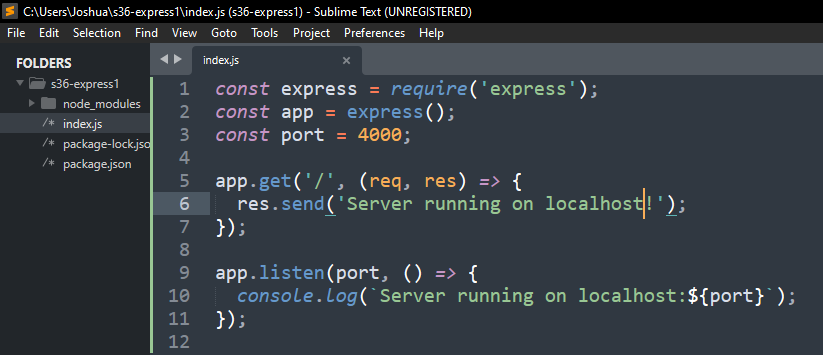 C:\Users\Joshua\s36-express1\index.js (s36-express1) - Sublime Text (UNREGISTERED)
File Edit Selection Find View Goto Tools Project Preferences Help
FOLDERS
s36-express1
node_modules
/* index.js
/* package-lock.jso
/* package.json
index.js ×
1 const express = require('express');
2 const app = express();
3 const port = 4000;
4
5 app.get('/', (req, res) => {
6 res.send('Server running on localhost!');
7 });
8
9 app.listen(port, () => {
10 console.log(`Server running on localhost:${port}`);
11 });
12